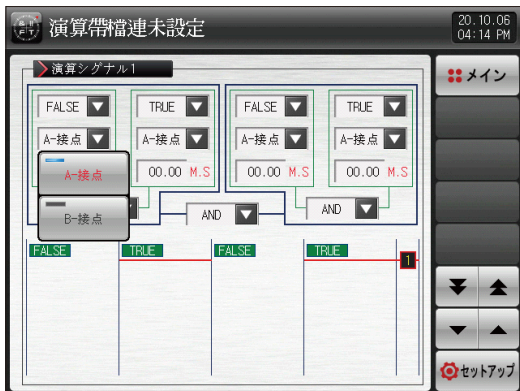 演算帶檔連未設定
20.10.06
04:14 PM
演算シグナル1
メイン
FALSE TRUE FALSE TRUE
A-接点 A-接点 A-接点 A-接点
A-接点
00.00 M.S 00.00 M.S 00.00 M.S
B-接点
AND AND
FALSE TRUE FALSE TRUE
1
セットアップ